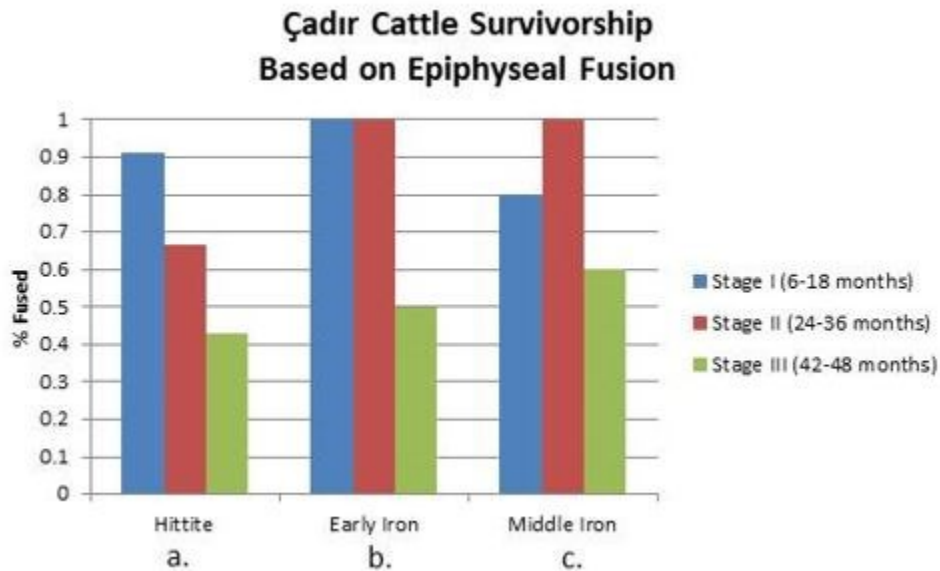 Çadır Cattle Survivorship
Based on Epiphyseal Fusion
% Fused
1
0.9
0.8
0.7
0.6
0.5
0.4
0.3
0.2
0.1
0
Hittite
Early Iron
Middle Iron
a.
b.
c.
Stage I (6-18 months)
Stage II (24-36 months)
Stage III (42-48 months)